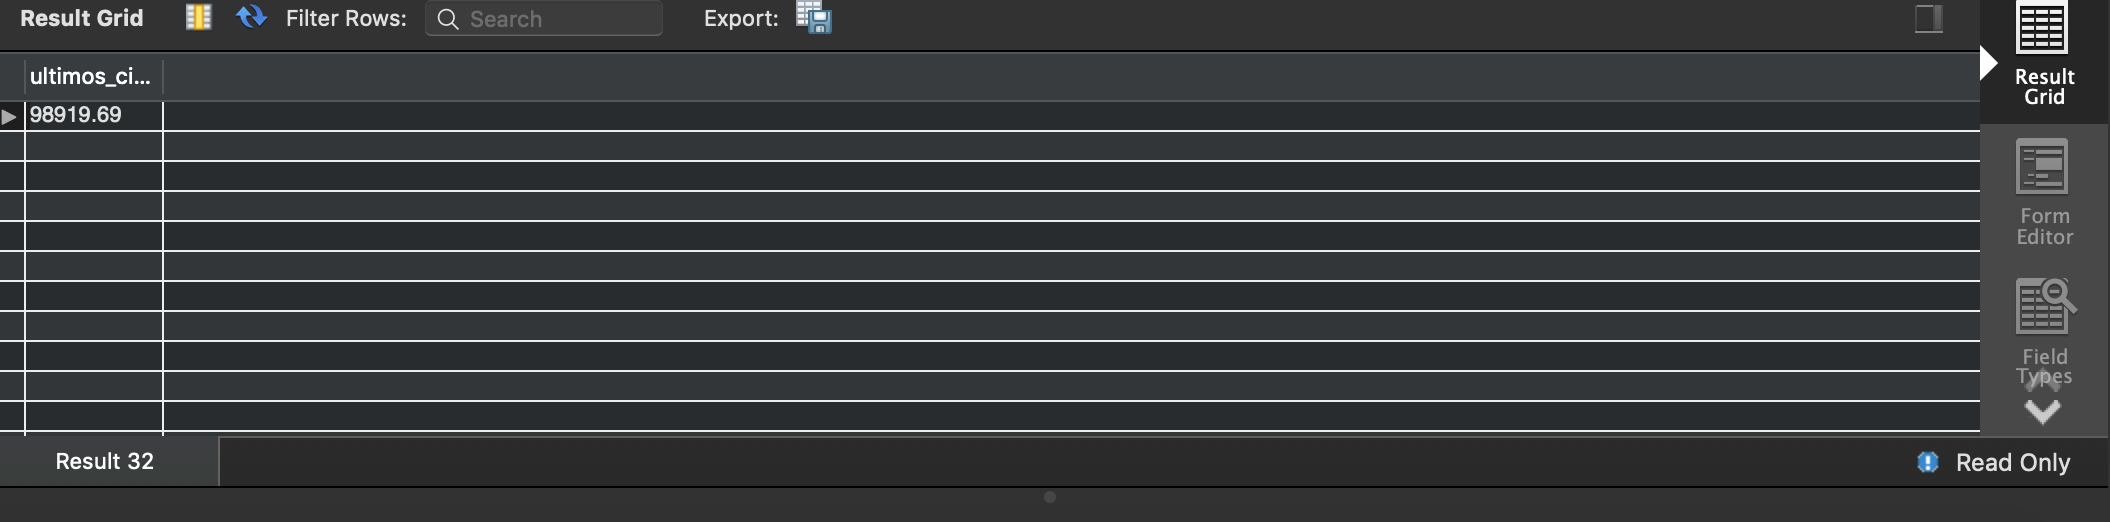 Result Grid
Filter Rows:
Search
Export:
ultimos_ci...
98919.69
Result
Grid
Form
Editor
Field
Types
Result 32
Read Only